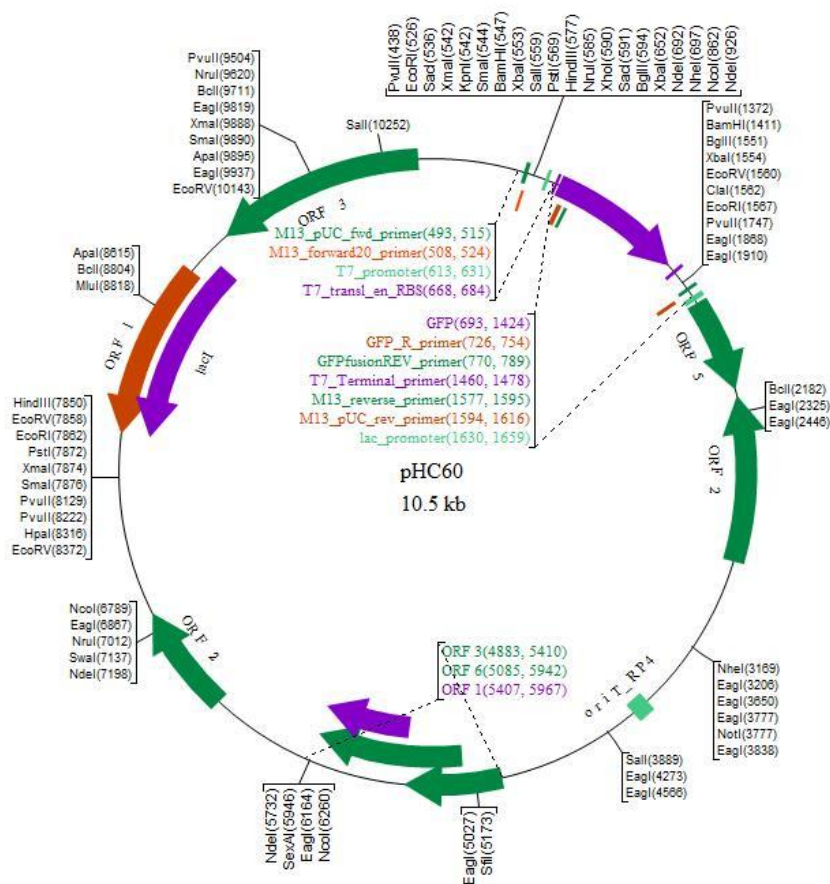 PvuII(438)
EcoRI(526)
SacI(536)
XmaI(542)
KpnI(542)
SmaI(544)
BamHI(547)
XbaI(553)
SalI(559)
PstI(569)
HindIII(577)
NruI(585)
XhoI(590)
SacI(591)
BglII(594)
XbaI(652)
NdeI(692)
NheI(697)
NcoI(862)
NdeI(926)
PvuII(9504)
NruI(9620)
BclI(9711)
EagI(9819)
XmaI(9888)
SmaI(9890)
ApaI(9895)
EagI(9937)
EcoRV(10143)
SalI(10252)
PvuII(1372)
BamHI(1411)
BglII(1551)
XbaI(1554)
EcoRV(1560)
ClaI(1562)
EcoRI(1567)
PvuII(1747)
EagI(1868)
EagI(1910)
ORF 3
M13_pUC_fwd_primer(493, 515)
M13_forward20_primer(508, 524)
T7_promoter(613, 631)
T7_transl_en_RBS(668, 684)
GFP(693, 1424)
GFP_R_primer(726, 754)
GFPfusionREV_primer(770, 789)
T7_Terminal_primer(1460, 1478)
M13_reverse_primer(1577, 1595)
M13_pUC_rev_primer(1594, 1616)
lac_promoter(1630, 1659)
ApaI(8615)
BclI(8804)
MluI(8818)
ORF 1
lacI
ORF 5
BclI(2182)
EagI(2325)
EagI(2446)
ORF 2
HindIII(7850)
EcoRV(7858)
EcoRI(7862)
PstI(7872)
XmaI(7874)
SmaI(7876)
PvuII(8129)
PvuII(8222)
HpaI(8316)
EcoRV(8372)
pHC60
10.5 kb
NcoI(6789)
EagI(6867)
NruI(7012)
SwaI(7137)
NdeI(7198)
ORF 2
ORF 3(4883, 5410)
ORF 6(5085, 5942)
ORF 1(5407, 5967)
oriT_RP4
NheI(3169)
EagI(3206)
EagI(3650)
EagI(3777)
NotI(3777)
EagI(3838)
SalI(3889)
EagI(4273)
EagI(4566)
NdeI(5732)
SexAI(5946)
EagI(6164)
NcoI(6260)
EagI(5027)
SfiI(5173)